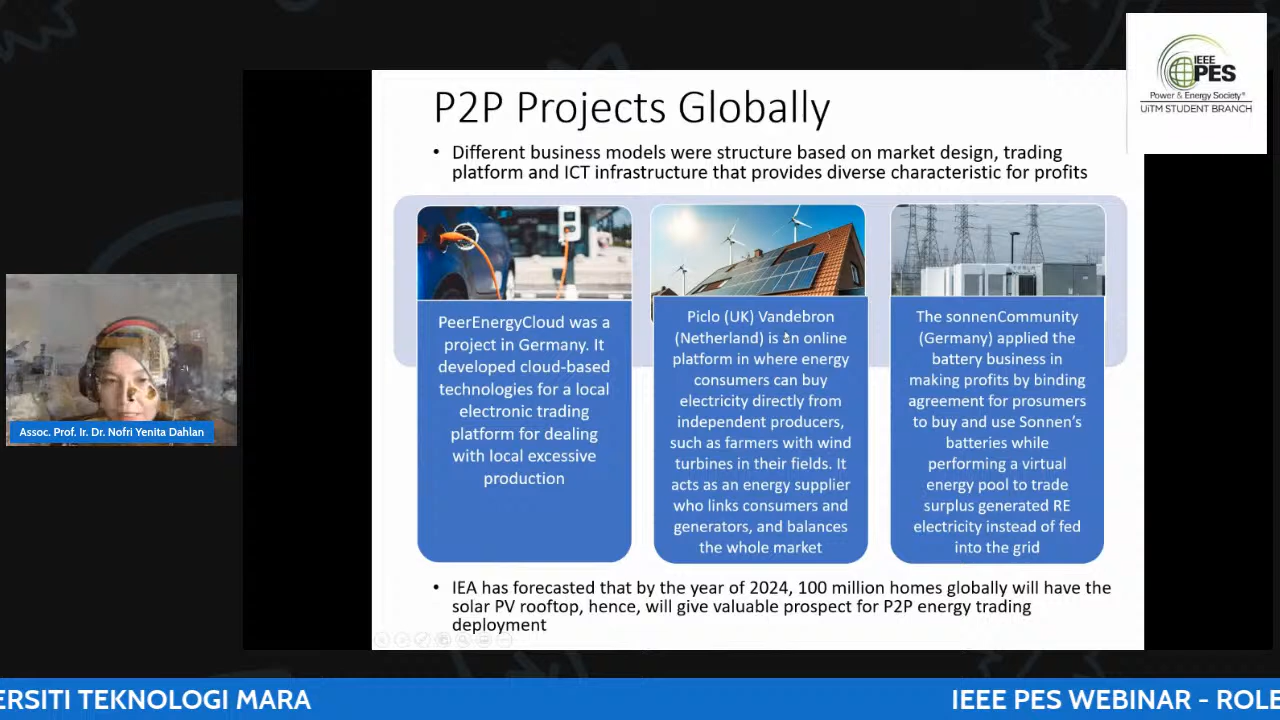 IEEE
PES
Power & Energy Society®
UiTM STUDENT BRANCH
P2P Projects Globally
• Different business models were structure based on market design, trading
platform and ICT infrastructure that provides diverse characteristic for profits
PeerEnergyCloud was a
project in Germany. It
developed cloud-based
technologies for a local
electronic trading
platform for dealing
with local excessive
production
Piclo (UK) Vandebron
(Netherland) is an online
platform in where energy
consumers can buy
electricity directly from
independent producers,
such as farmers with wind
turbines in their fields. It
acts as an energy supplier
who links consumers and
generators, and balances
the whole market
TESLA
The sonnenCommunity
(Germany) applied the
battery business in
making profits by binding
agreement for prosumers
to buy and use Sonnen's
batteries while
performing a virtual
energy pool to trade
surplus generated RE
electricity instead of fed
into the grid
• IEA has forecasted that by the year of 2024, 100 million homes globally will have the
solar PV rooftop, hence, will give valuable prospect for P2P energy trading
deployment
Assoc. Prof. Ir. Dr. Nofri Yenita Dahlan
ERSITI TEKNOLOGI MARA
IEEE PES WEBINAR - ROLE